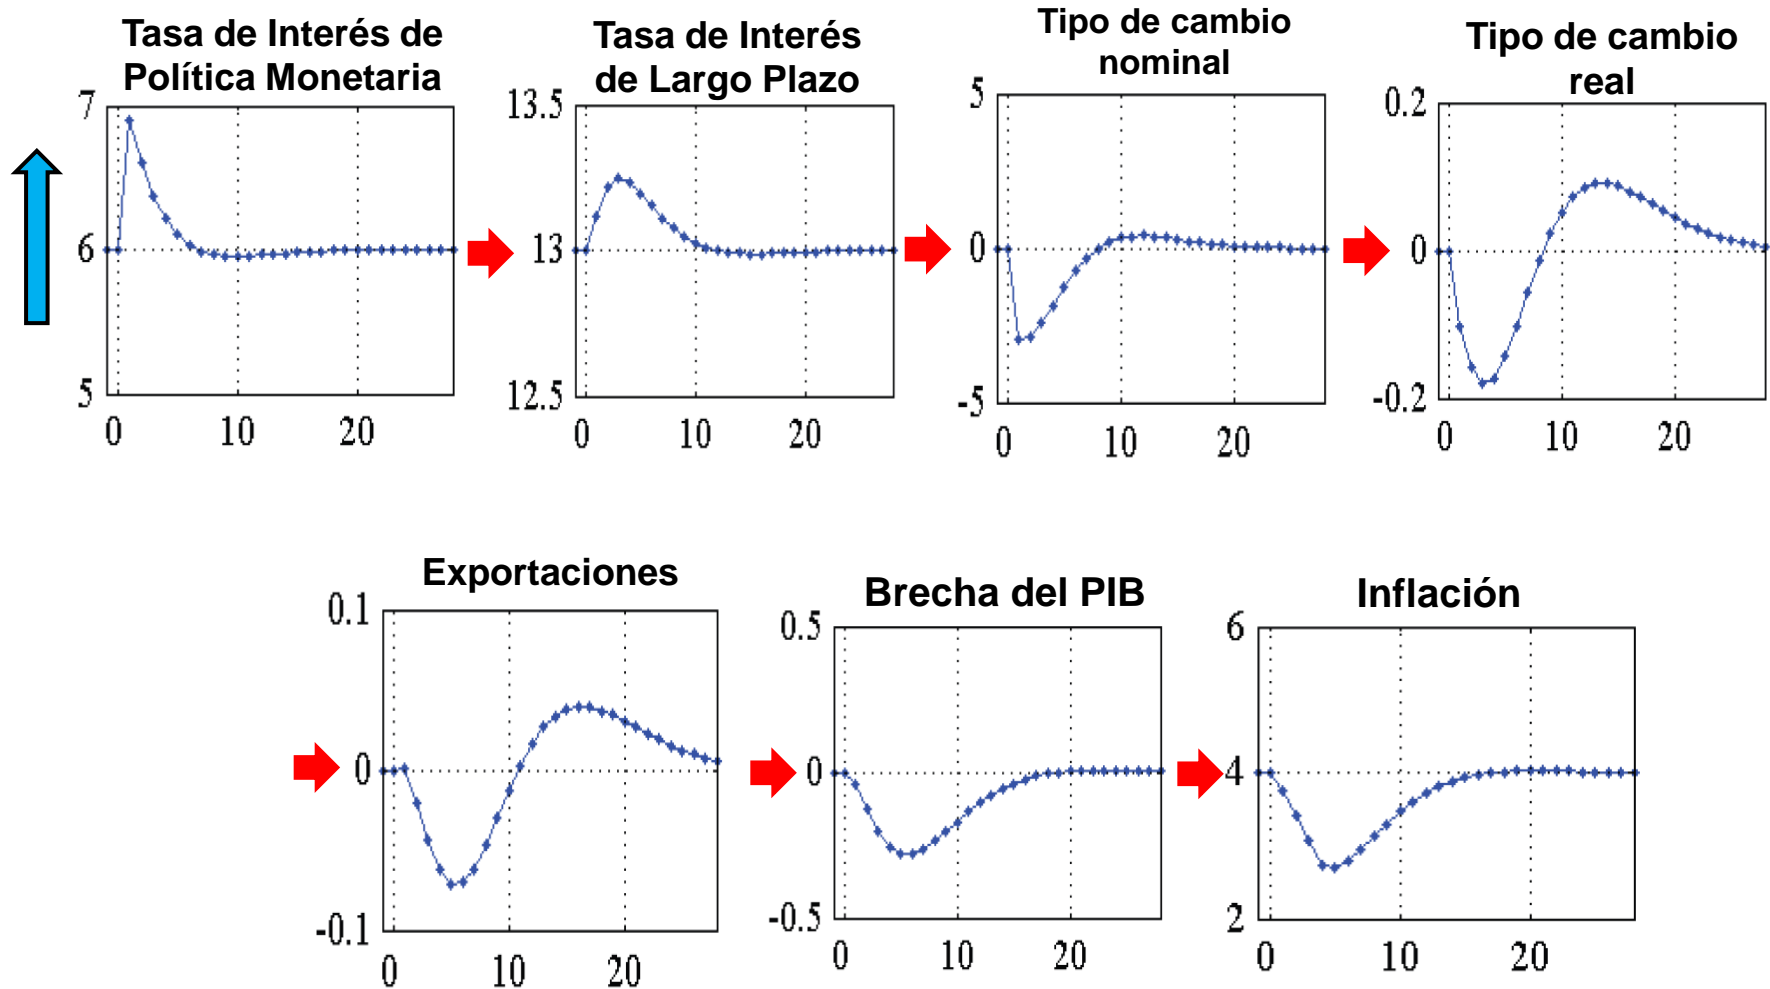 Tasa de Interés de
Política Monetaria
7
6
5
0 10 20
Tasa de Interés
de Largo Plazo
13.5
13
12.5
0 10 20
Tipo de cambio
nominal
5
0
-5
0 10 20
Tipo de cambio
real
0.2
0
-0.2
0 10 20
Exportaciones
0.1
0
-0.1
0 10 20
Brecha del PIB
0.5
0
-0.5
0 10 20
Inflación
6
4
2
0 10 20